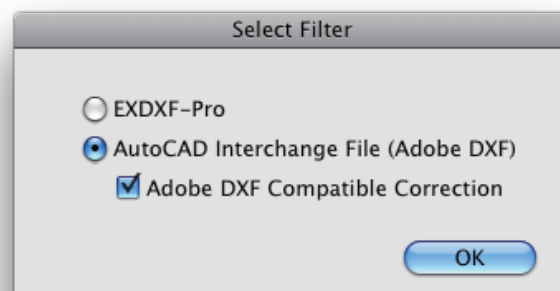 Select Filter
EXDXF-Pro
AutoCAD Interchange File (Adobe DXF)
Adobe DXF Compatible Correction
OK